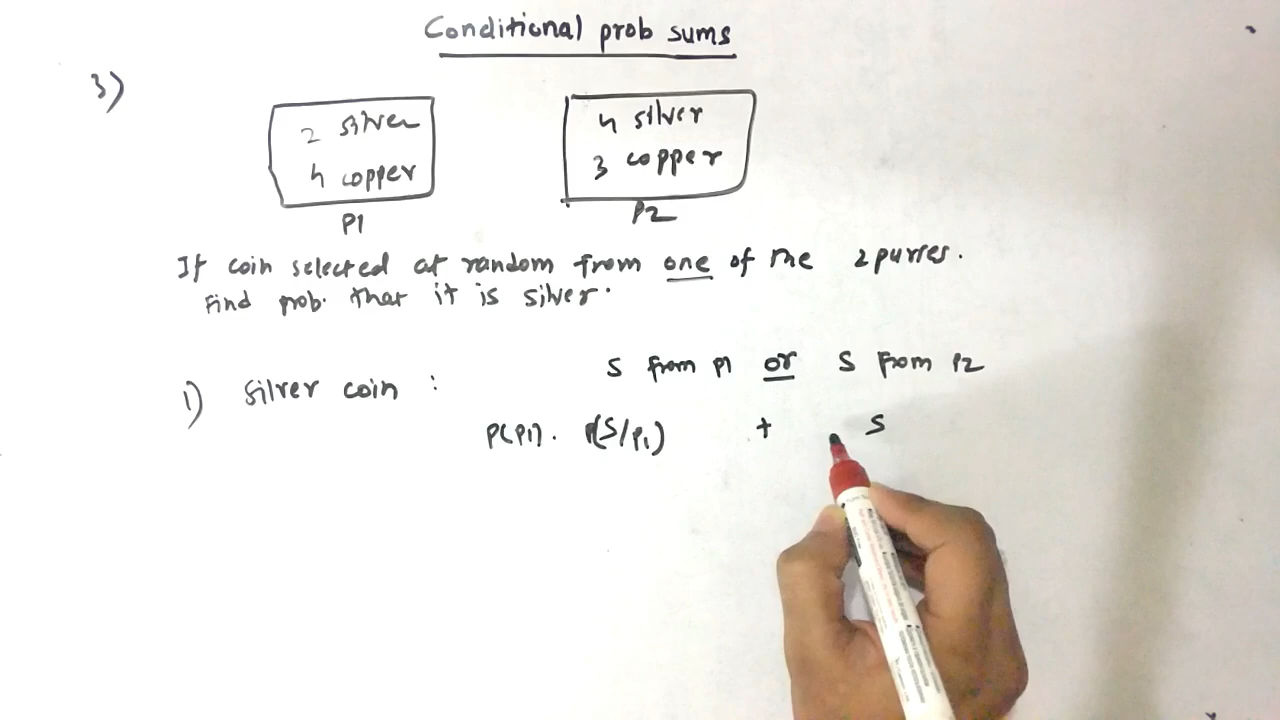 Conditional prob sums
3)
2 silver
4 copper
P1
4 silver
3 copper
P2
If coin selected at random from one of the 2 purses.
Find prob. that it is silver.
1) Silver coin :
S from P1 or S from P2
P(P1). P(S/P1) + S